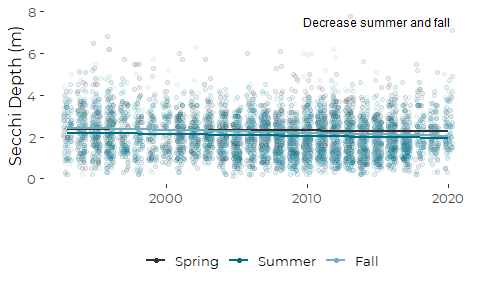 Decrease summer and fall
Secchi Depth (m)
8
6
4
2
0
2000
2010
2020
Spring
Summer
Fall